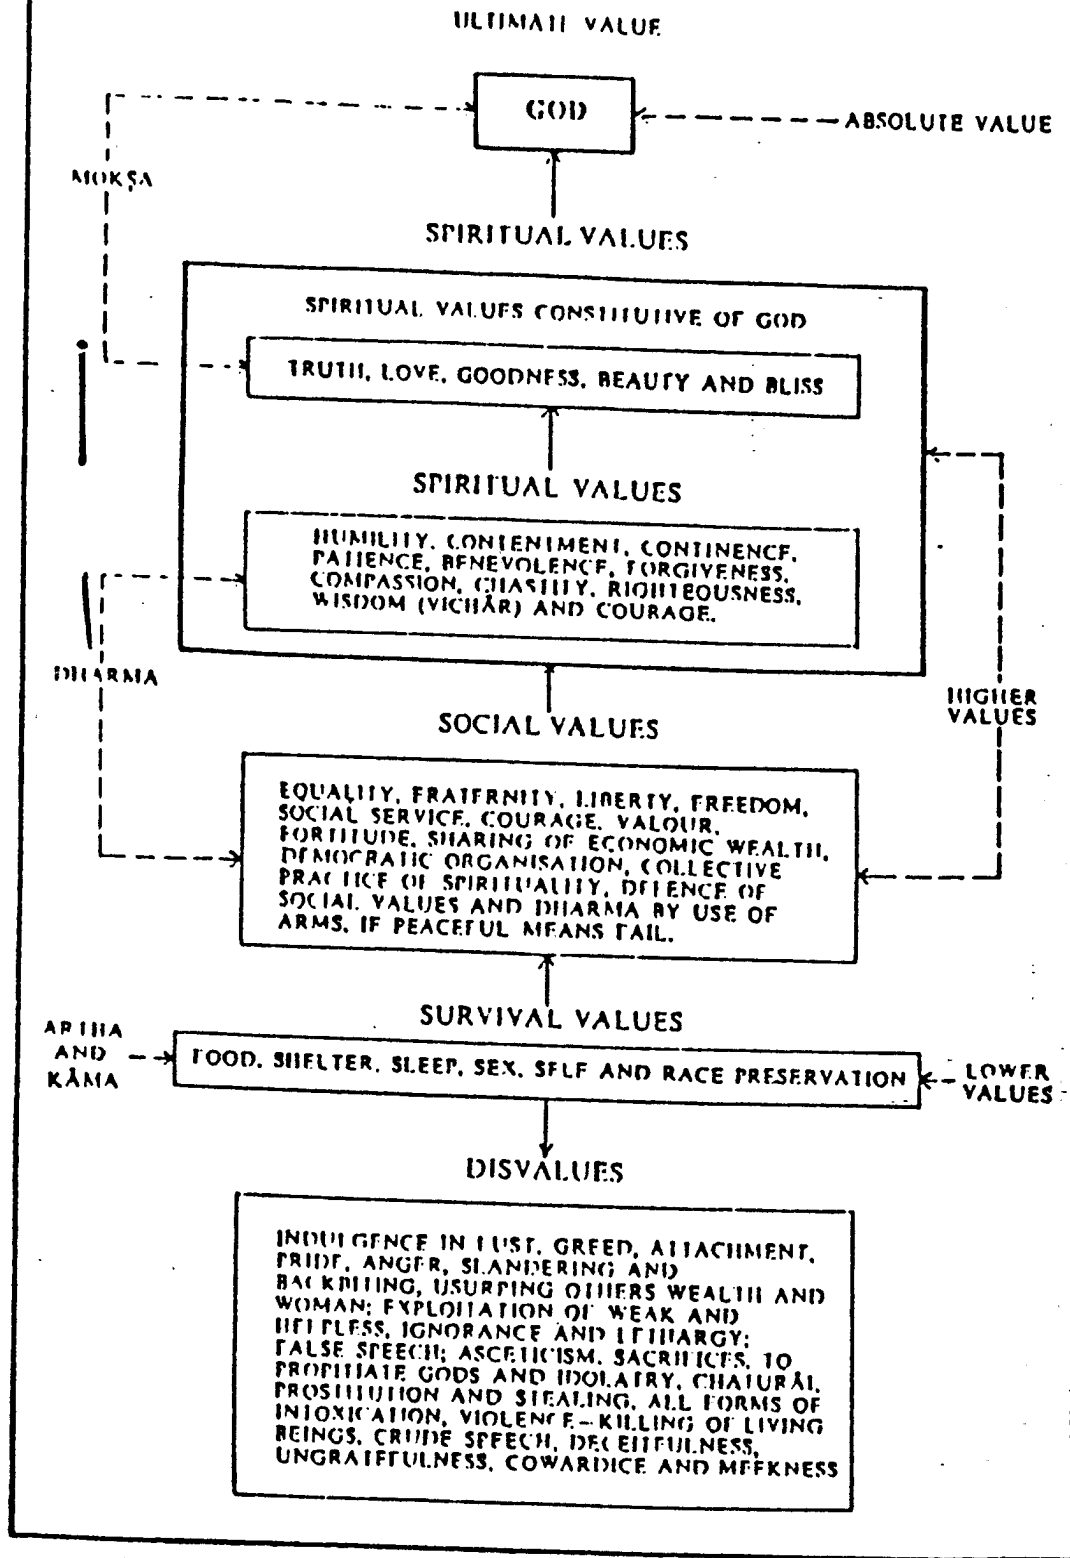 ULTIMATE VALUE
GOD
ABSOLUTE VALUE
MOKṢA
SPIRITUAL VALUES
SPIRITUAL VALUES CONSTITUTIVE OF GOD
TRUTH, LOVE, GOODNESS, BEAUTY AND BLISS
SPIRITUAL VALUES
HUMILITY, CONTENTMENT, CONTINENCE,
PATIENCE, BENEVOLENCE, FORGIVENESS,
COMPASSION, CHASTITY, RIGHTEOUSNESS,
WISDOM (VICHĀR) AND COURAGE.
DHARMA
HIGHER
VALUES
SOCIAL VALUES
EQUALITY, FRATERNITY, LIBERTY, FREEDOM,
SOCIAL SERVICE, COURAGE, VALOUR,
FORTITUDE, SHARING OF ECONOMIC WEALTH,
DEMOCRATIC ORGANISATION, COLLECTIVE
PRACTICE OF SPIRITUALITY, DEFENCE OF
SOCIAL VALUES AND DHARMA BY USE OF
ARMS, IF PEACEFUL MEANS FAIL.
SURVIVAL VALUES
ARTHA
AND
KĀMA
FOOD, SHELTER, SLEEP, SEX, SELF AND RACE PRESERVATION
LOWER
VALUES
DISVALUES
INDULGENCE IN LUST, GREED, ATTACHMENT,
PRIDE, ANGER, SLANDERING AND
BACKBITING, USURPING OTHERS WEALTH AND
WOMAN; EXPLOITATION OF WEAK AND
HELPLESS, IGNORANCE AND LETHARGY;
FALSE SPEECH; ASCETICISM, SACRIFICES, TO
PROPITIATE GODS AND IDOLATRY, CHATURĀI,
PROSTITUTION AND STEALING, ALL FORMS OF
INTOXICATION, VIOLENCE–KILLING OF LIVING
BEINGS, CRUDE SPEECH, DECEITFULNESS,
UNGRATEFULNESS, COWARDICE AND MEEKNESS